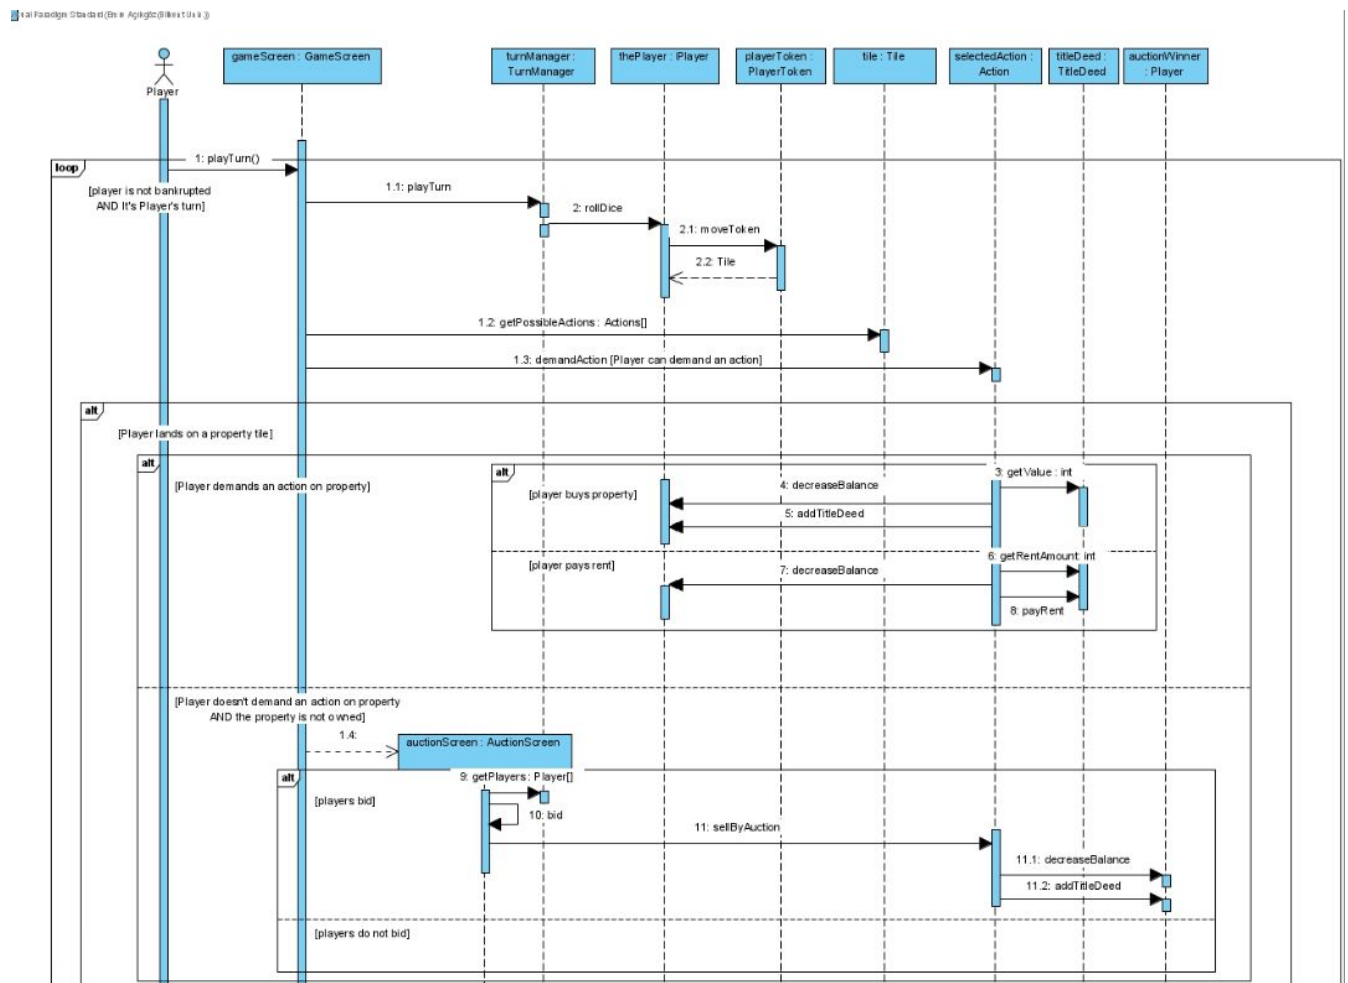 Paradigm Standard
gameScreen : GameScreen
turnManager :
TurnManager
thePlayer : Player
playerToken :
PlayerToken
tile : Tile
selectedAction :
Action
titleDeed :
TitleDeed
auctionWinner
: Player
Player
loop
1: playTurn()
[player is not bankrupted
AND It's Player's turn]
1.1: playTurn
2: rollDice
2.1: moveToken
2.2: Tile
1.2: getPossibleActions : Actions[]
1.3: demandAction [Player can demand an action]
alt
[Player lands on a property tile]
alt
[Player demands an action on property]
alt
[player buys property]
3: getValue : int
4: decreaseBalance
5: addTitleDeed
[player pays rent]
6: getRentAmount: int
7: decreaseBalance
8: payRent
[Player doesn't demand an action on property
AND the property is not owned]
1.4:
auctionScreen : AuctionScreen
alt
9: getPlayers : Player[]
[players bid]
10: bid
11: sellByAuction
11.1: decreaseBalance
11.2: addTitleDeed
[players do not bid]